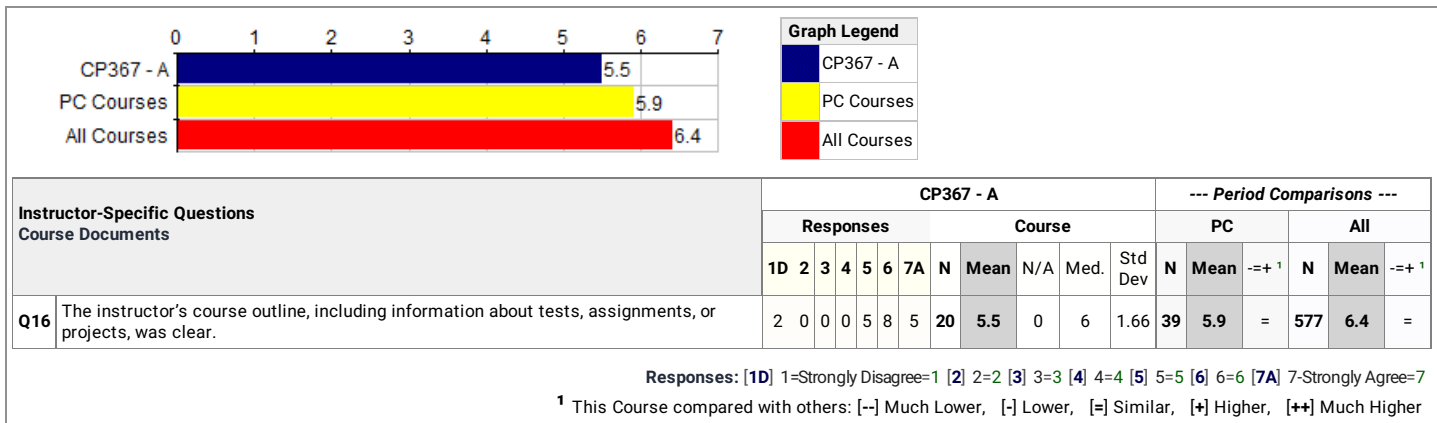 0 1 2 3 4 5 6 7
CP367 - A 5.5
PC Courses 5.9
All Courses 6.4
Graph Legend
CP367 - A
PC Courses
All Courses
Instructor-Specific Questions
Course Documents
CP367 - A --- Period Comparisons ---
Responses Course PC All
1D 2 3 4 5 6 7A N Mean N/A Med. Std Dev N Mean -=+ ¹ N Mean -=+ ¹
Q16 The instructor’s course outline, including information about tests, assignments, or projects, was clear. 2 0 0 0 5 8 5 20 5.5 0 6 1.66 39 5.9 = 577 6.4 =
Responses: [1D] 1=Strongly Disagree=1 [2] 2=2 [3] 3=3 [4] 4=4 [5] 5=5 [6] 6=6 [7A] 7-Strongly Agree=7
¹ This Course compared with others: [--] Much Lower, [-] Lower, [=] Similar, [+] Higher, [++] Much Higher